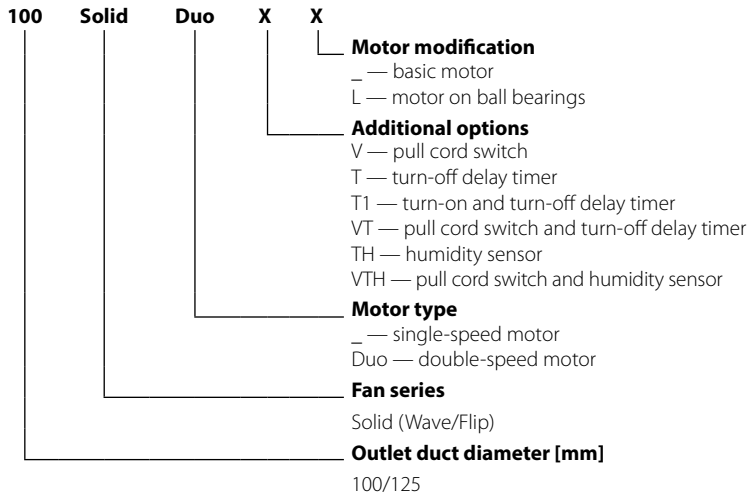 100 Solid Duo X X
Motor modification
_ — basic motor
L — motor on ball bearings
Additional options
V — pull cord switch
T — turn-off delay timer
T1 — turn-on and turn-off delay timer
VT — pull cord switch and turn-off delay timer
TH — humidity sensor
VTH — pull cord switch and humidity sensor
Motor type
_ — single-speed motor
Duo — double-speed motor
Fan series
Solid (Wave/Flip)
Outlet duct diameter [mm]
100/125